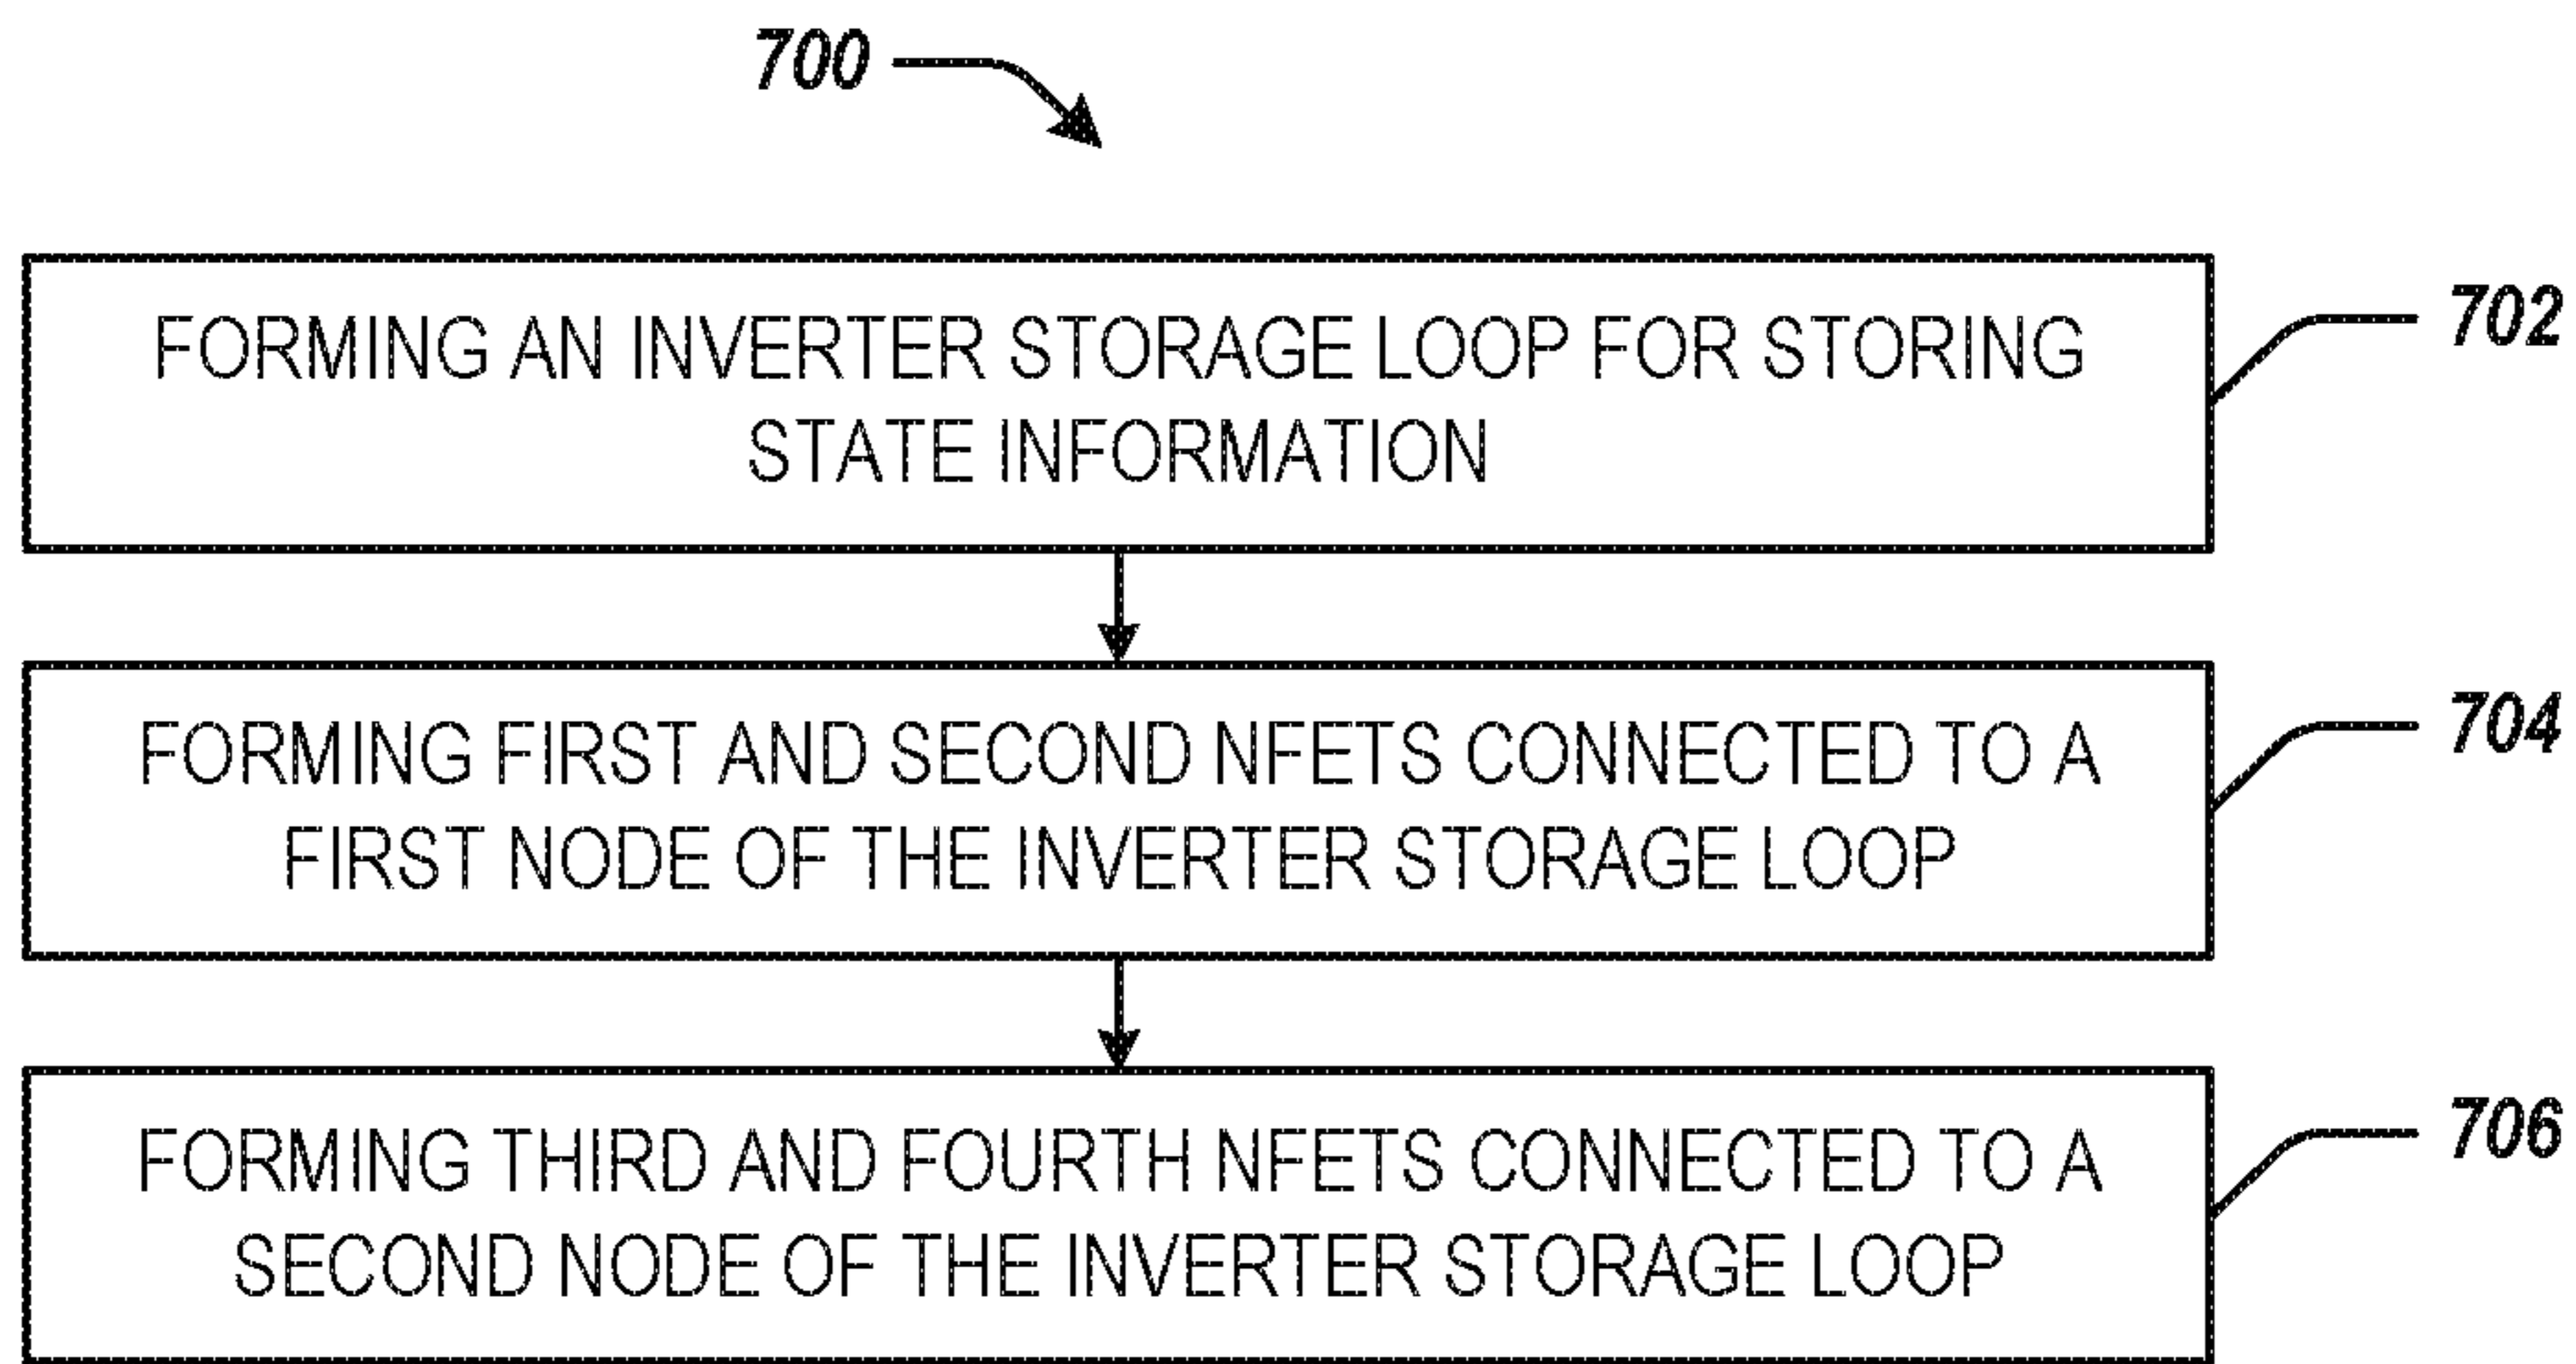 700
FORMING AN INVERTER STORAGE LOOP FOR STORING
STATE INFORMATION
702
FORMING FIRST AND SECOND NFETS CONNECTED TO A
FIRST NODE OF THE INVERTER STORAGE LOOP
704
FORMING THIRD AND FOURTH NFETS CONNECTED TO A
SECOND NODE OF THE INVERTER STORAGE LOOP
706